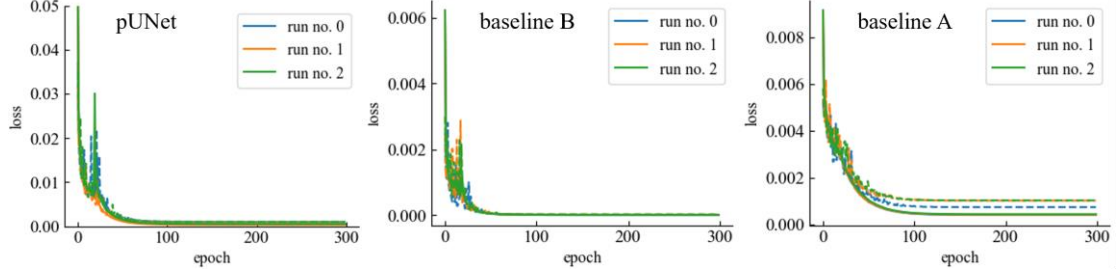 pUNet
run no. 0
run no. 1
run no. 2
0.05
0.04
0.03
0.02
0.01
0.00
loss
0
100
200
300
epoch
baseline B
run no. 0
run no. 1
run no. 2
0.006
0.004
0.002
0.000
loss
0
100
200
300
epoch
baseline A
run no. 0
run no. 1
run no. 2
0.008
0.006
0.004
0.002
0.000
loss
0
100
200
300
epoch